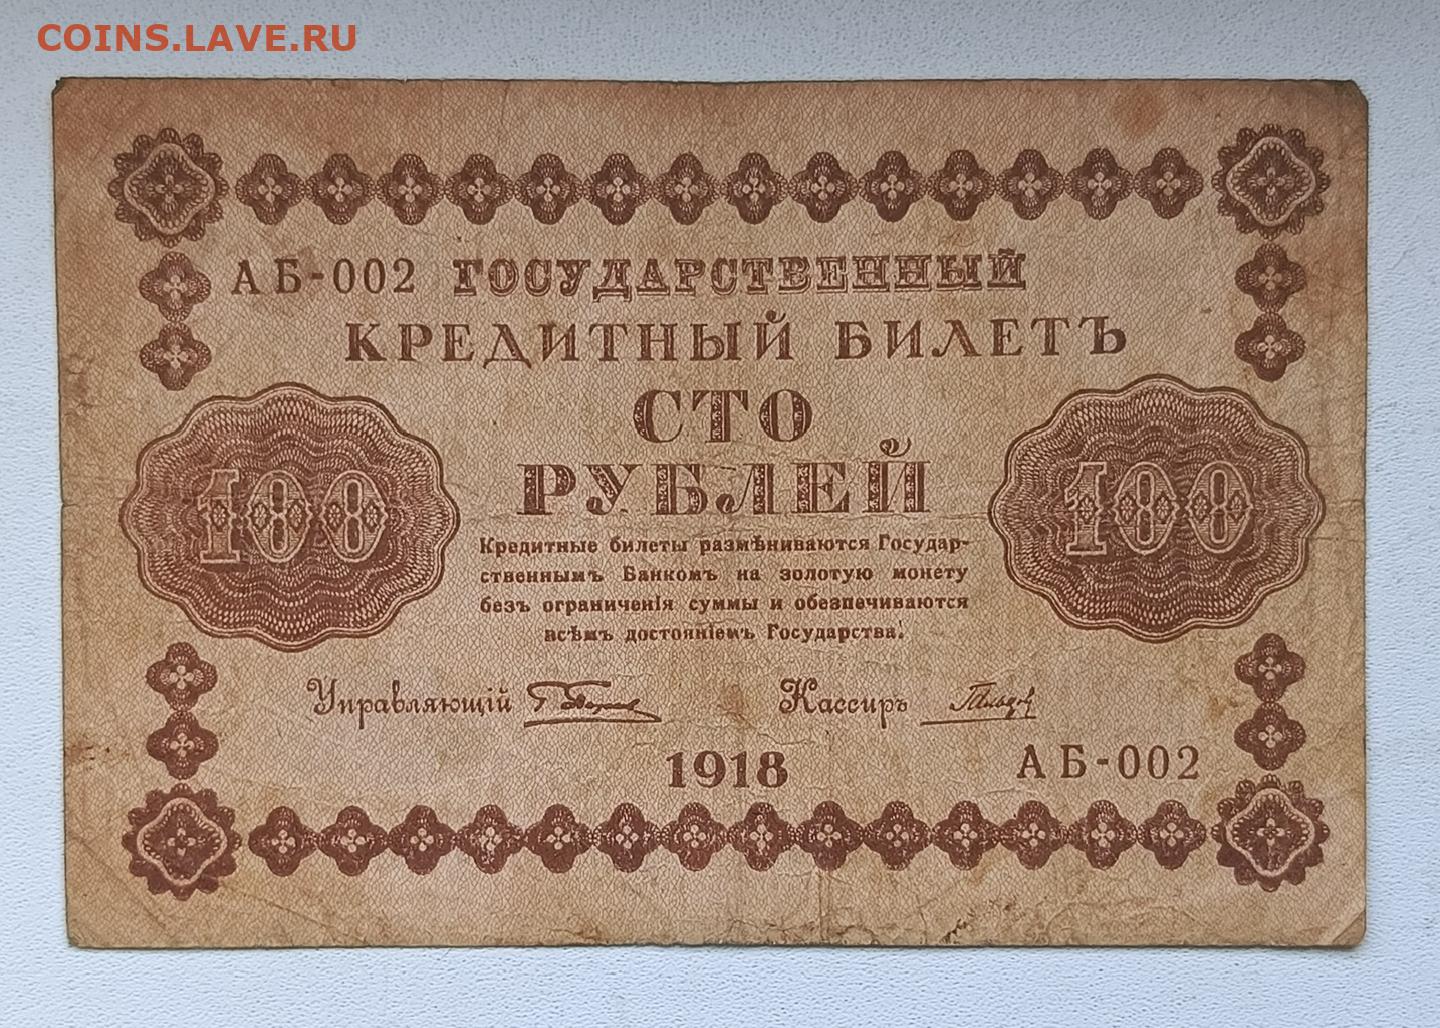 COINS.LAVE.RU
АБ-002 ГОСУДАРСТВЕННЫЙ
КРЕДИТНЫЙ БИЛЕТЪ
СТО
РУБЛЕЙ
100
100
Кредитные билеты размѣниваются Государ-
ственнымъ Банкомъ на золотую монету
безъ ограниченія суммы и обезпечиваются
всѣмъ достояніемъ Государства.
Управляющій
Кассиръ
1918
АБ-002